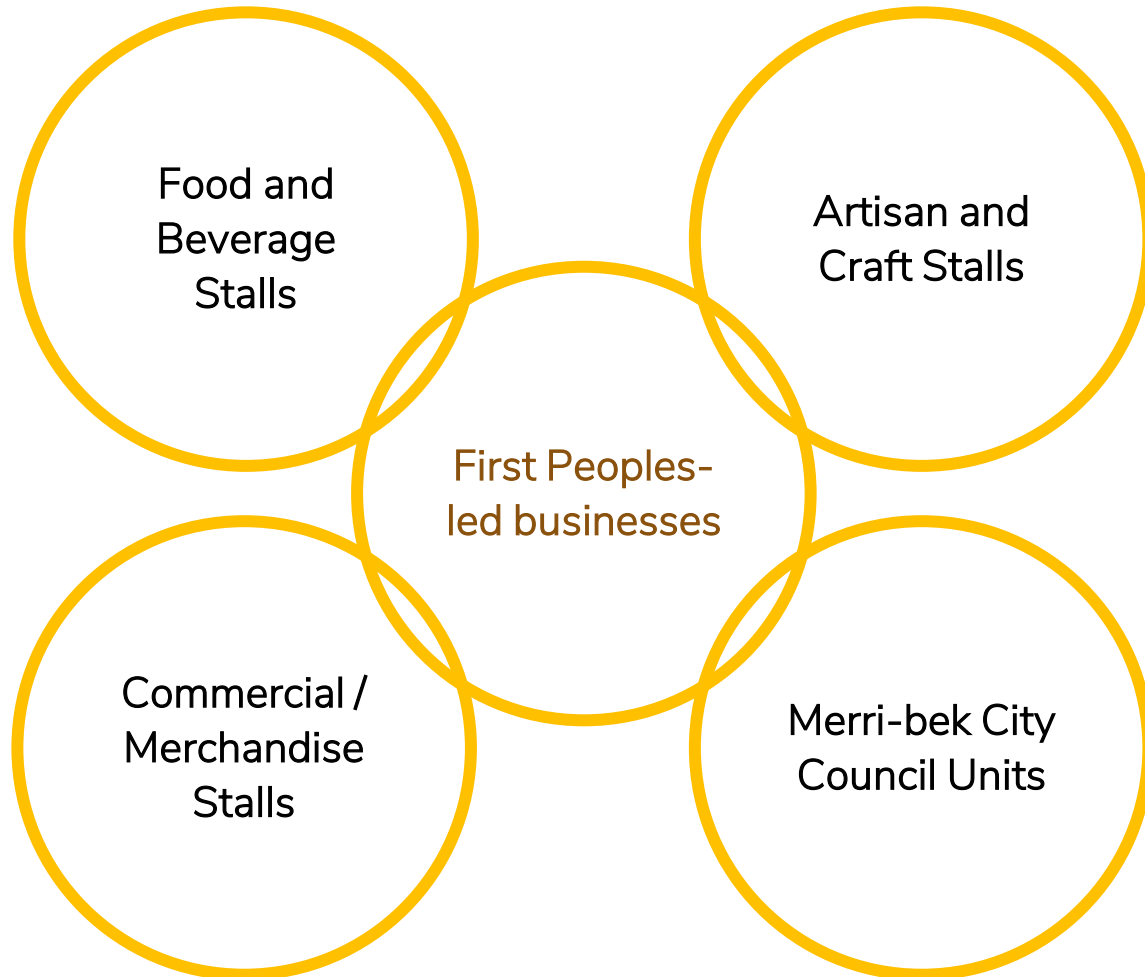 Food and
Beverage
Stalls
Artisan and
Craft Stalls
First Peoples-
led businesses
Commercial /
Merchandise
Stalls
Merri-bek City
Council Units